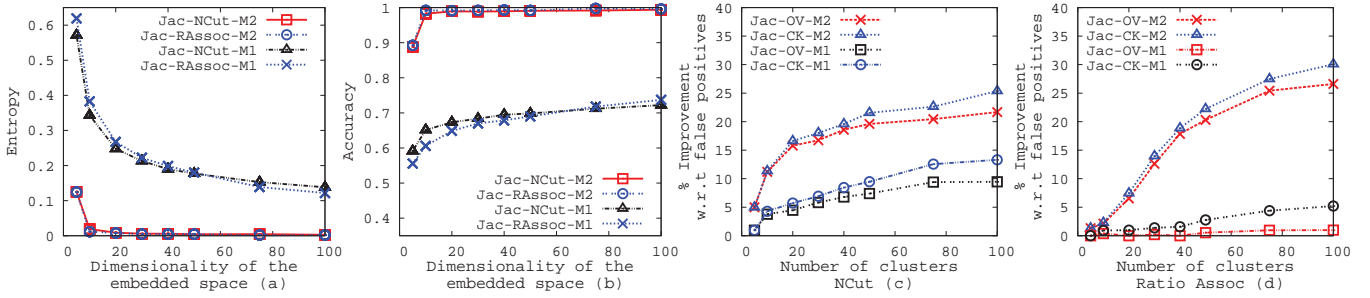 Entropy
0.6
0.5
0.4
0.3
0.2
0.1
0
0 20 40 60 80 100
Jac-NCut-M2
Jac-RAssoc-M2
Jac-NCut-M1
Jac-RAssoc-M1
Dimensionality of the
embedded space (a)
Accuracy
1
0.9
0.8
0.7
0.6
0.5
0.4
0 20 40 60 80 100
Jac-NCut-M2
Jac-RAssoc-M2
Jac-NCut-M1
Jac-RAssoc-M1
Dimensionality of the
embedded space (b)
% Improvement
w.r.t false positives
40
35
30
25
20
15
10
5
0
0 20 40 60 80 100
Jac-OV-M2
Jac-CK-M2
Jac-OV-M1
Jac-CK-M1
Number of clusters
NCut (c)
% Improvement
w.r.t false positives
40
35
30
25
20
15
10
5
0
0 20 40 60 80 100
Jac-OV-M2
Jac-CK-M2
Jac-OV-M1
Jac-CK-M1
Number of clusters
Ratio Assoc (d)